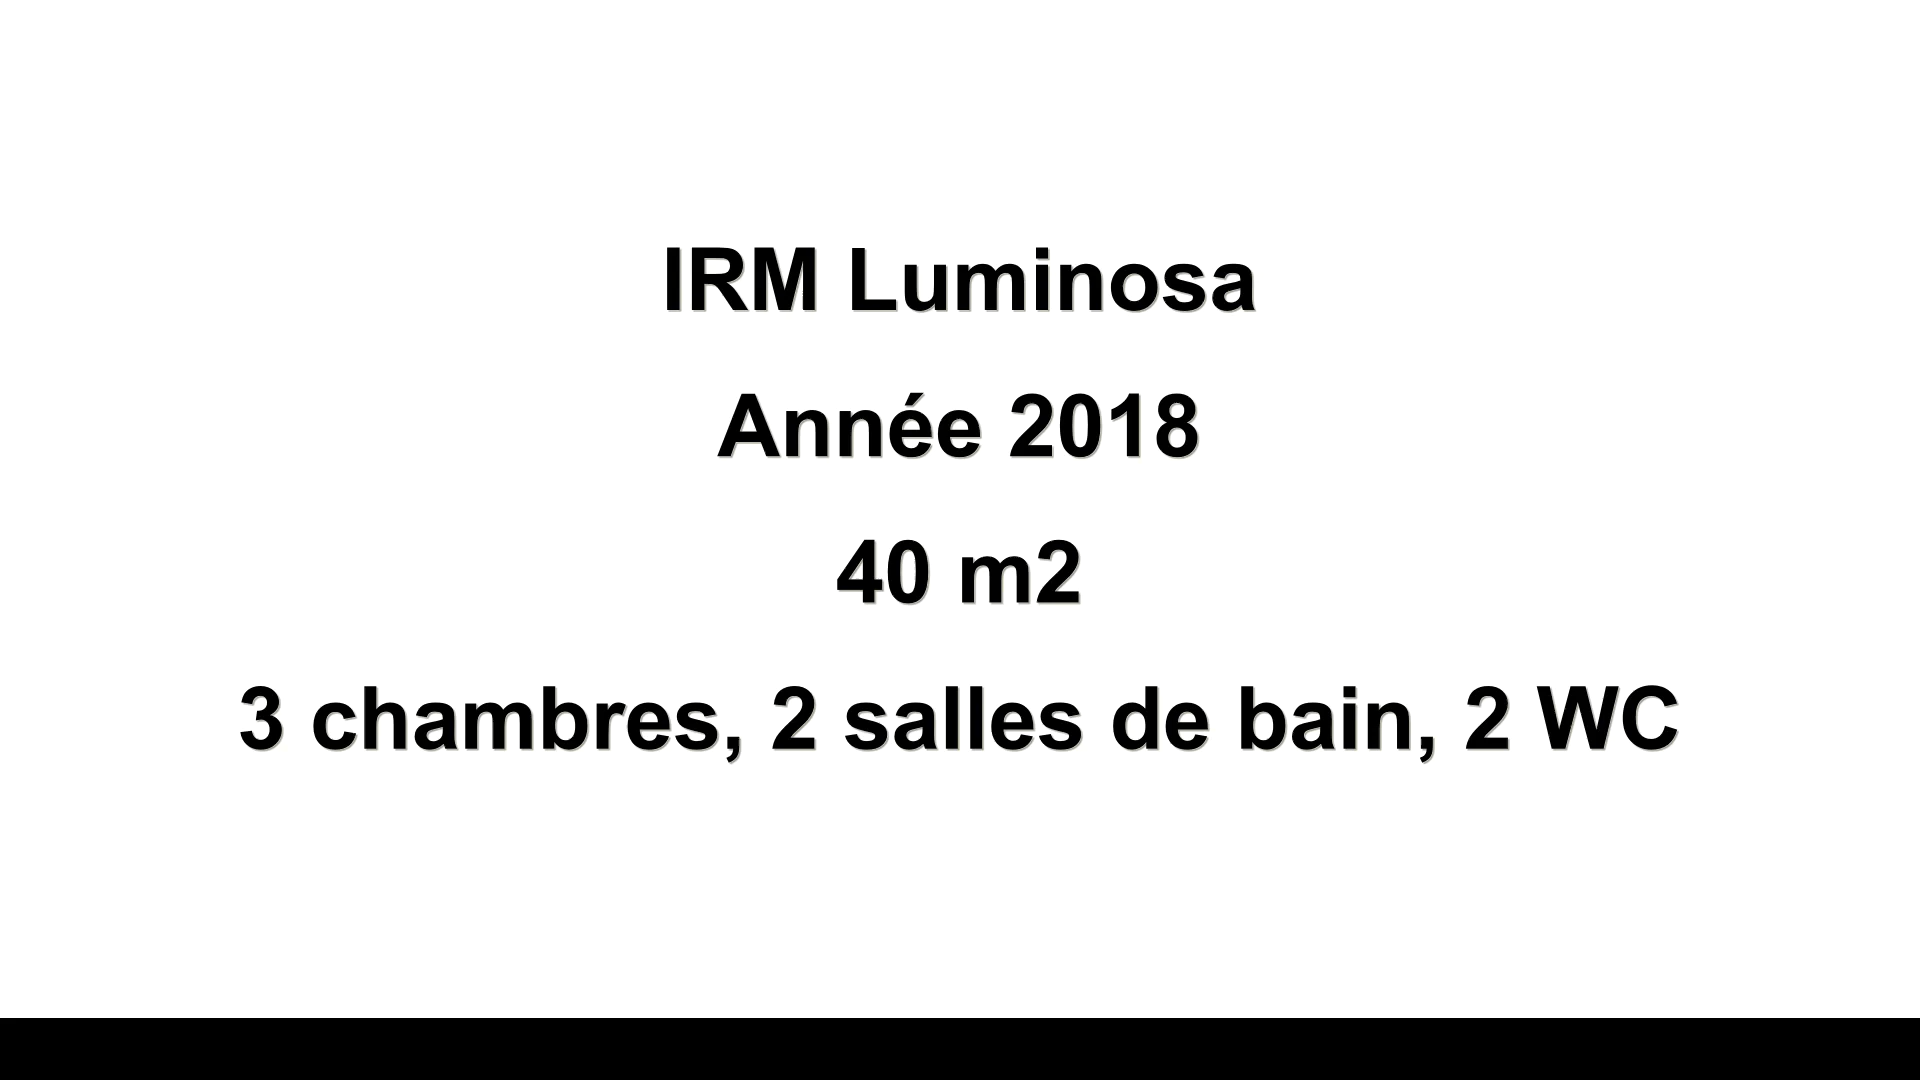 IRM Luminosa
Année 2018
40 m2
3 chambres, 2 salles de bain, 2 WC